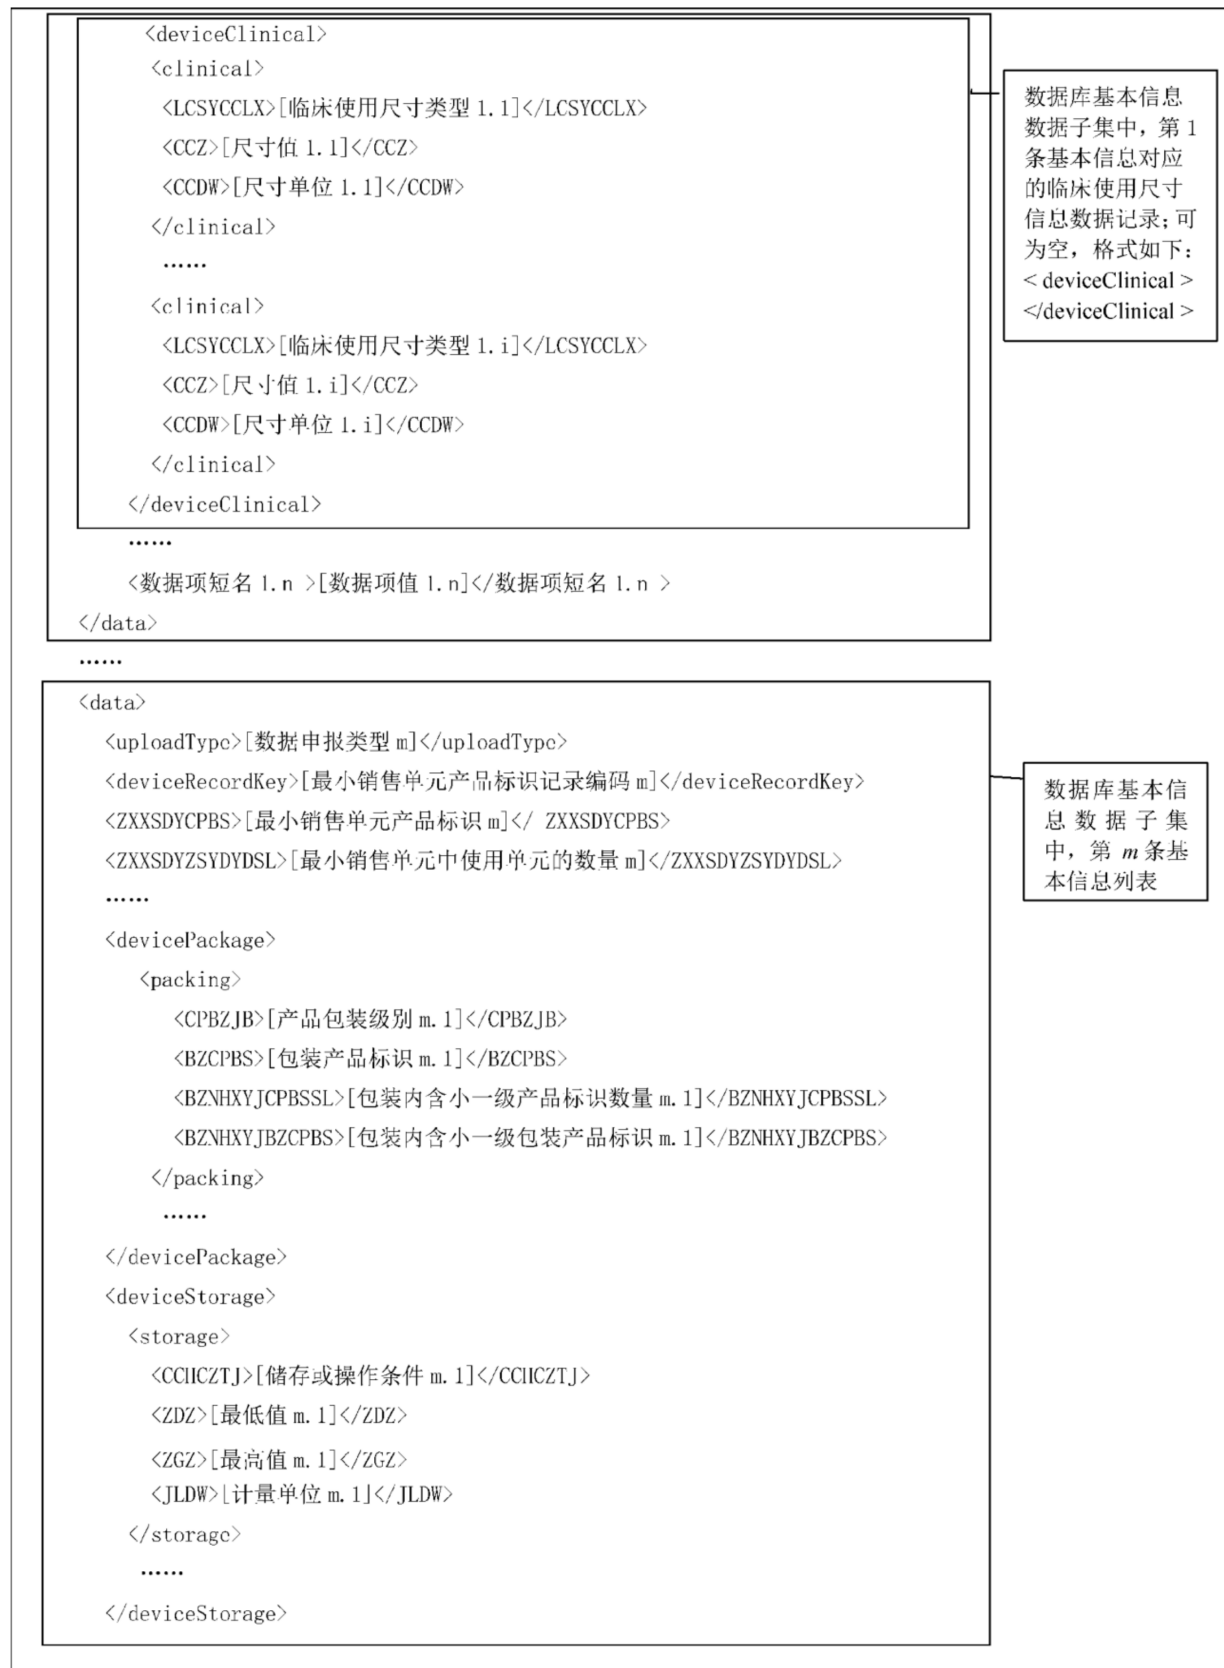 <deviceClinical>
<clinical>
<LCSYCCLX>[临床使用尺寸类型 1.1]</LCSYCCLX>
<CCZ>[尺寸值 1.1]</CCZ>
<CCDW>[尺寸单位 1.1]</CCDW>
</clinical>
……
<clinical>
<LCSYCCLX>[临床使用尺寸类型 1.i]</LCSYCCLX>
<CCZ>[尺寸值 1.i]</CCZ>
<CCDW>[尺寸单位 1.i]</CCDW>
</clinical>
</deviceClinical>
……
<数据项短名 1.n >[数据项值 1.n]</数据项短名 1.n >
</data>
……
数据库基本信息
数据子集中，第 1
条基本信息对应
的临床使用尺寸
信息数据记录；可
为空，格式如下：
< deviceClinical >
</deviceClinical >
<data>
<uploadType>[数据申报类型 m]</uploadType>
<deviceRecordKey>[最小销售单元产品标识记录编码 m]</deviceRecordKey>
<ZXXSDYCPBS>[最小销售单元产品标识 m]</ ZXXSDYCPBS>
<ZXXSDYZSYDYDSL>[最小销售单元中使用单元的数量 m]</ZXXSDYZSYDYDSL>
……
<devicePackage>
<packing>
<CPBZJB>[产品包装级别 m.1]</CPBZJB>
<BZCPBS>[包装产品标识 m.1]</BZCPBS>
<BZNHXYJCPBSSL>[包装内含小一级产品标识数量 m.1]</BZNHXYJCPBSSL>
<BZNHXYJBZCPBS>[包装内含小一级包装产品标识 m.1]</BZNHXYJBZCPBS>
</packing>
……
</devicePackage>
<deviceStorage>
<storage>
<CCHCZTJ>[储存或操作条件 m.1]</CCHCZTJ>
<ZDZ>[最低值 m.1]</ZDZ>
<ZGZ>[最高值 m.1]</ZGZ>
<JLDW>[计量单位 m.1]</JLDW>
</storage>
……
</deviceStorage>
数据库基本信
息数据子集
中，第 m 条基
本信息列表